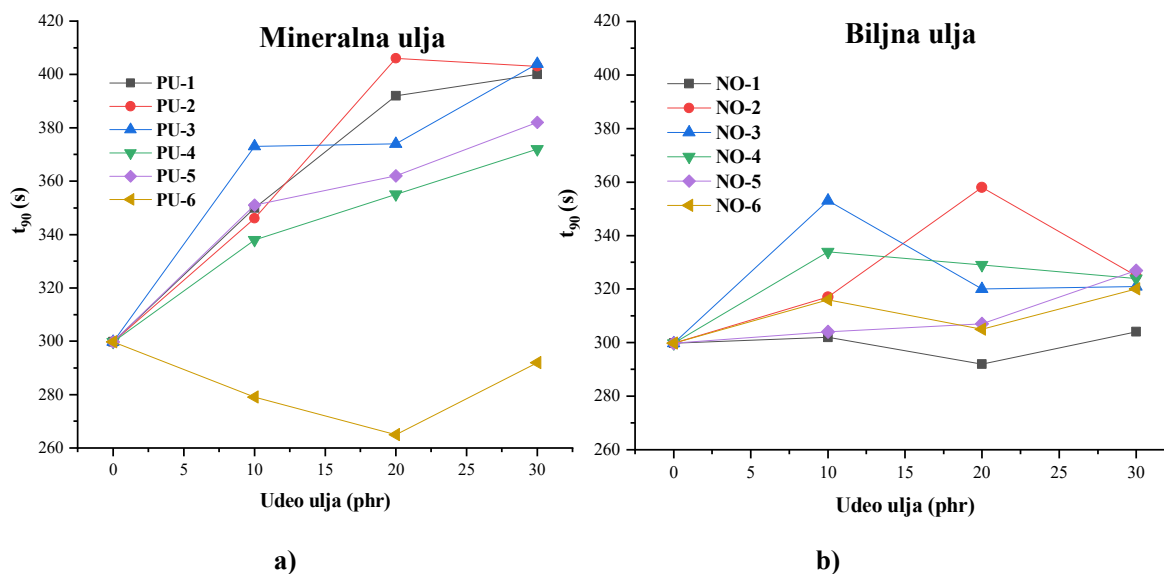 a)
Mineralna ulja
PU-1
PU-2
PU-3
PU-4
PU-5
PU-6
420
400
380
360
340
320
300
280
260
t90 (s)
0 5 10 15 20 25 30
Udeo ulja (phr)
a)
b)
Biljna ulja
NO-1
NO-2
NO-3
NO-4
NO-5
NO-6
420
400
380
360
340
320
300
280
260
t90 (s)
0 5 10 15 20 25 30
Udeo ulja (phr)
b)